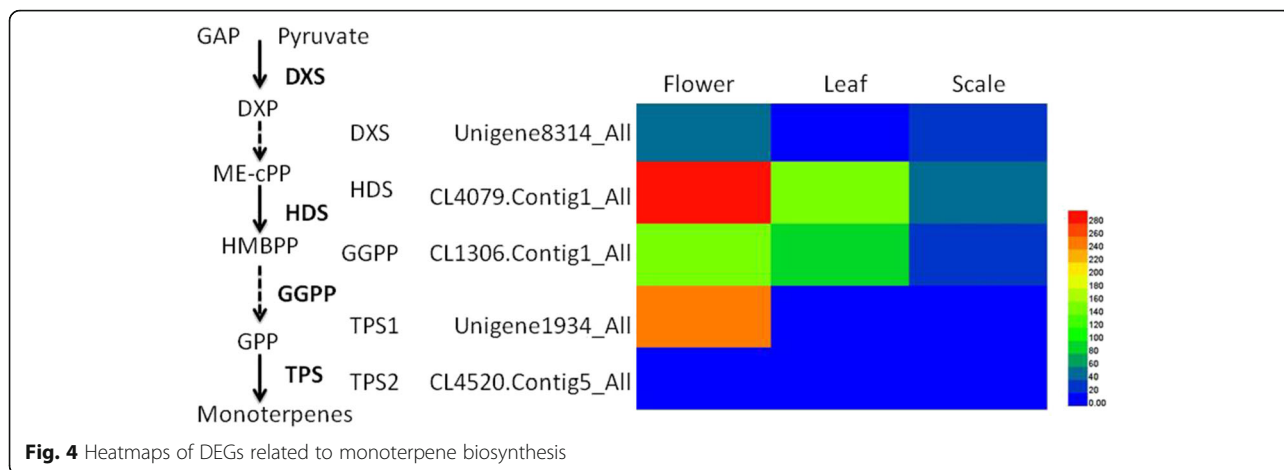 GAP Pyruvate
DXS
DXP
ME-cPP
HDS
HMBPP
GGPP
GPP
TPS
Monoterpenes
Flower Leaf Scale
DXS Unigene8314_All
HDS CL4079.Contig1_All
GGPP CL1306.Contig1_All
TPS1 Unigene1934_All
TPS2 CL4520.Contig5_All
280
260
240
220
200
180
160
140
120
100
80
60
40
20
0.00
Fig. 4 Heatmaps of DEGs related to monoterpene biosynthesis